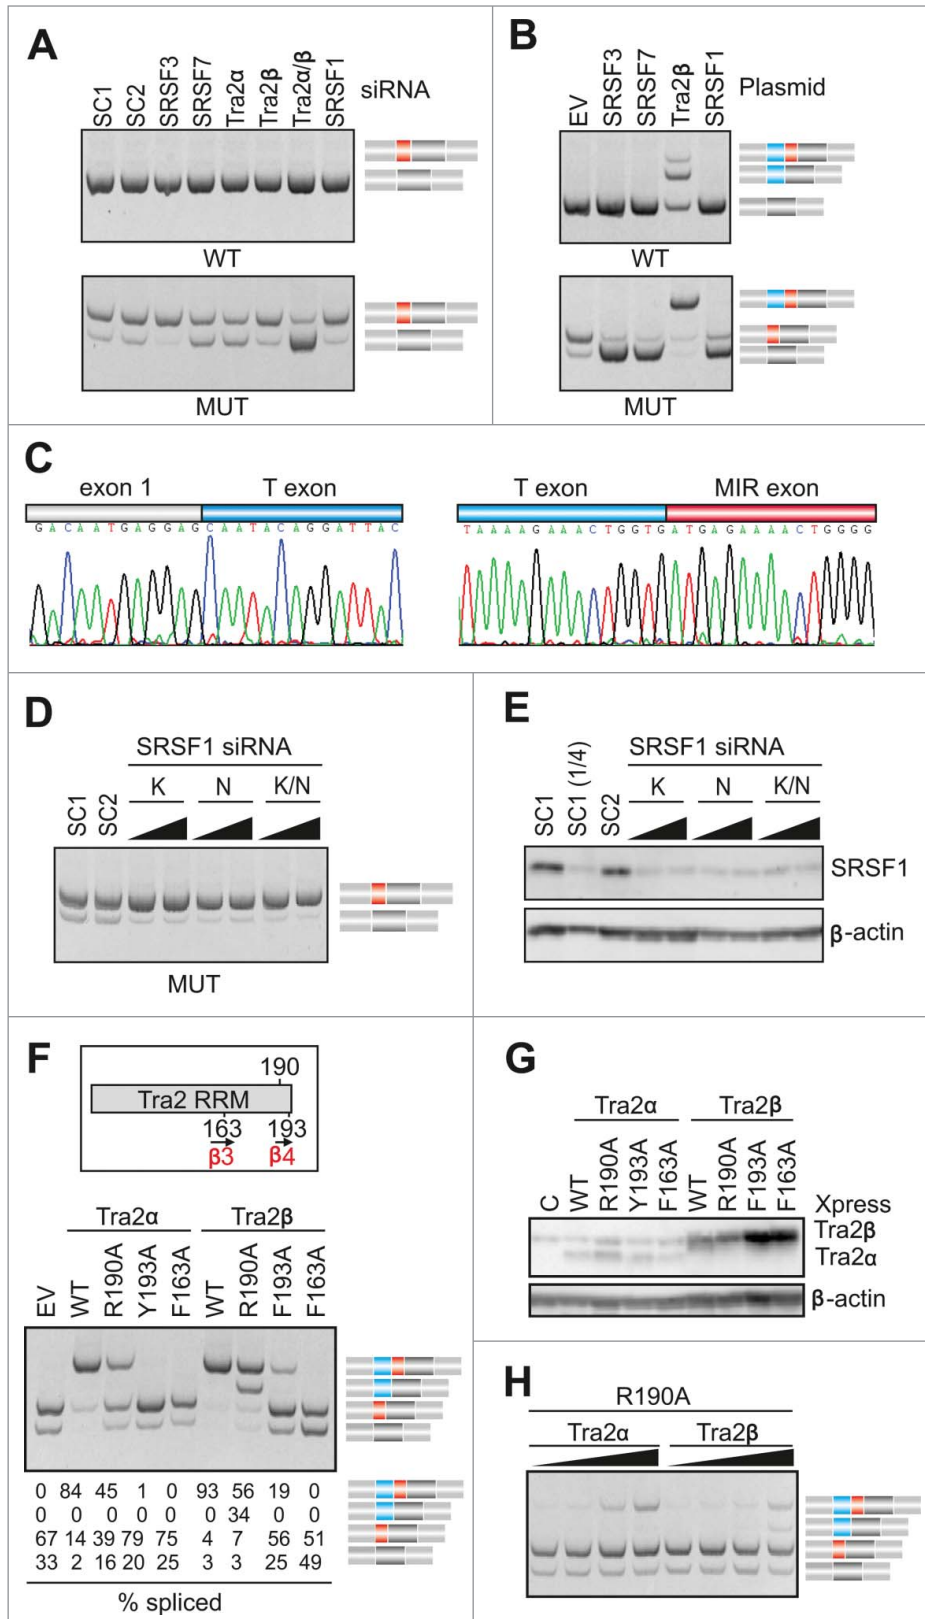 A
SC1 SC2 SRSF3 SRSF7 Tra2α Tra2β Tra2α/β SRSF1 siRNA
WT
MUT
B
EV SRSF3 SRSF7 Tra2β SRSF1 Plasmid
WT
MUT
C
exon 1 T exon
GACAATGAGGAGCAATACAGGATTAC
T exon MIR exon
TAAAAGAAACTGGTGATGAGAAAACTGGGG
D
SRSF1 siRNA
SC1 SC2 K N K/N
MUT
E
SRSF1 siRNA
SC1 SC1 (1/4) SC2 K N K/N
SRSF1
β-actin
F
190
Tra2 RRM
163 193
β3 β4
Tra2α Tra2β
EV WT R190A Y193A F163A WT R190A F193A F163A
0 84 45 1 0 93 56 19 0
0 0 0 0 0 0 34 0 0
67 14 39 79 75 4 7 56 51
33 2 16 20 25 3 3 25 49
% spliced
G
Tra2α Tra2β
C WT R190A Y193A F163A WT R190A F193A F163A Xpress
Tra2β
Tra2α
β-actin
H
R190A
Tra2α Tra2β